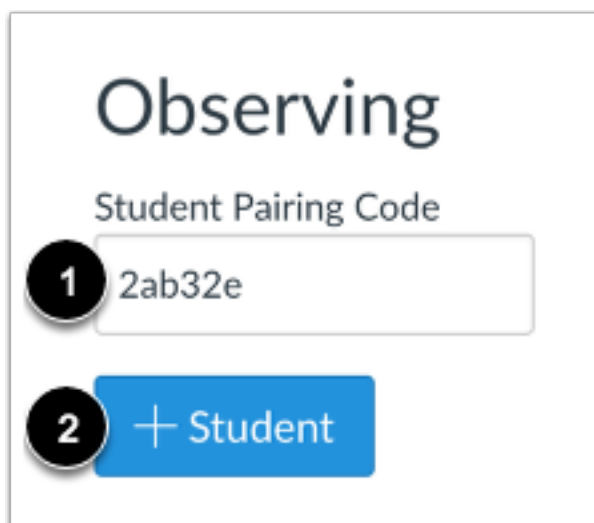 Observing
Student Pairing Code
1 2ab32e
2 + Student